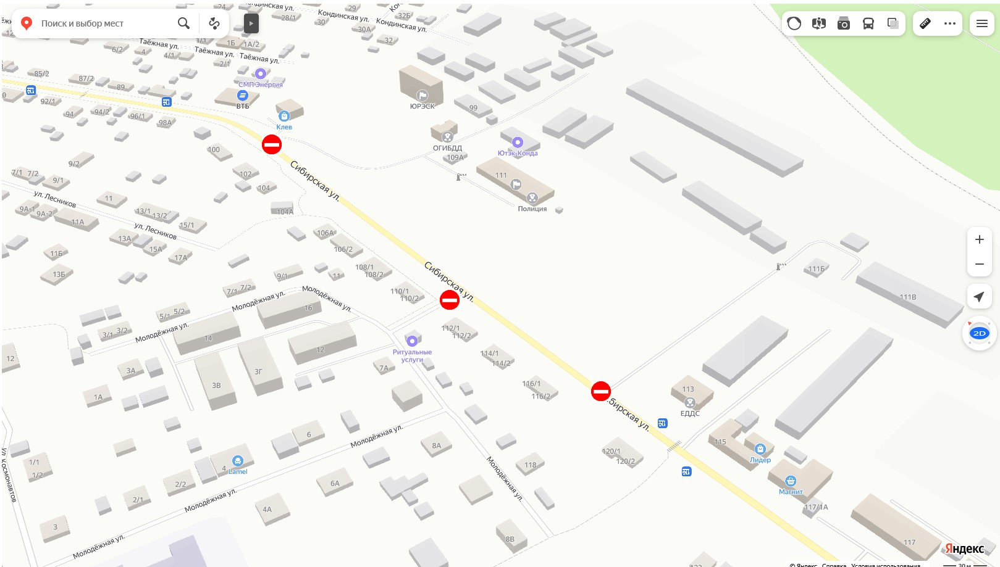 Поиск и выбор мест
Кондинская ул.
Кондинская ул.
Кондинская ул.
24
28/1
29
30
30А
32Б
32
Таёжная ул.
Таёжная ул.
Таёжная ул.
1/1
1Б
1А/2
6/2
4
4/1
2/1
85/2
87/2
89
СМП Энергия
ВТБ
Клев
92/1
94
94/2
96/1
98А
100
102
104
104А
ЮРЭСК
99
ОГИБДД
109А
Ютэк-Конда
111
Полиция
Сибирская ул.
9/2
7/1
7/2
9/1
ул. Лесников
11
13/1
13/2
15/1
9А-1
9А-2
11А
ул. Лесников
13А
15А
17А
11Б
13Б
106А
106/2
108/1
108/2
110/1
110/2
Сибирская ул.
9/1
11
7/1
7/2
Молодёжная ул.
Молодёжная ул.
5/1
5/2
16
3/1
3/2
Молодёжная ул.
14
12
12
112/1
112/2
Ритуальные
услуги
114/1
114/2
7А
3А
3В
3Г
1А
116/1
116/2
111Б
111В
113
ЕДДС
бирская ул.
115
Лидер
Магнит
117/1А
117
120/1
120/2
118
6
8А
Молодёжная ул.
Молодёжная ул.
4
Lamel
6А
2/2
2/1
4А
Молодёжная ул.
3
1/1
1/2
ул. Космонавтов
Молодёжная ул.
8В
2D
Яндекс
© Яндекс Справка Условия использования
30 м